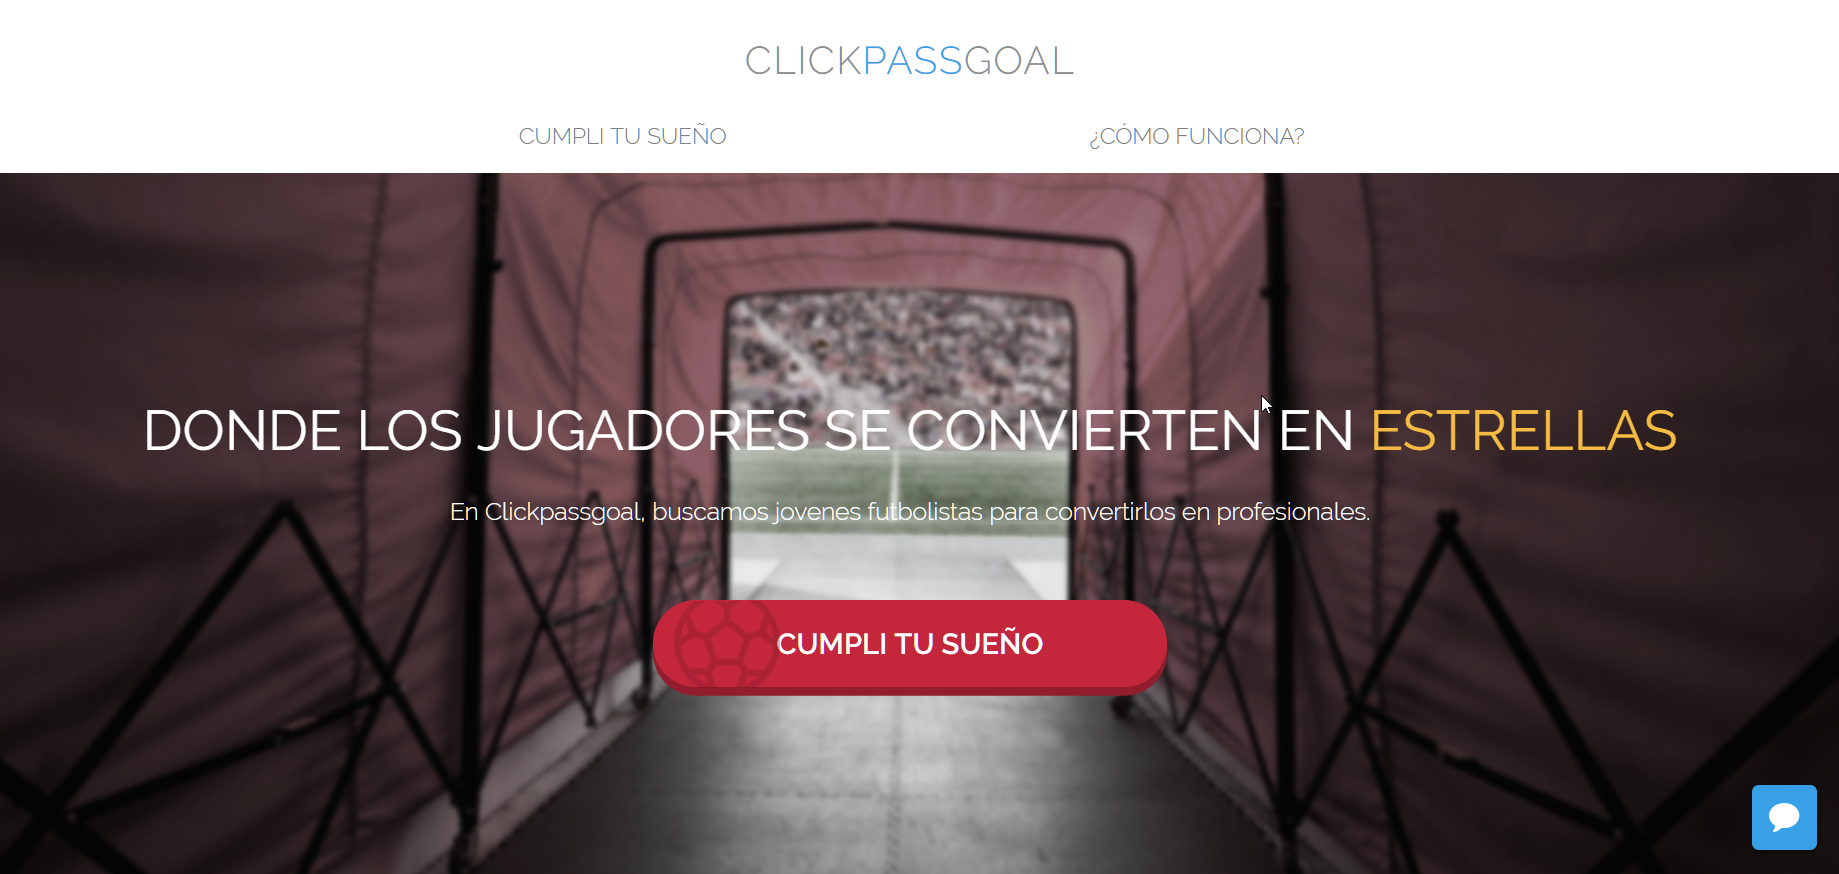 CLICKPASSGOAL
CUMPLI TU SUEÑO
¿CÓMO FUNCIONA?
DONDE LOS JUGADORES SE CONVIERTEN EN ESTRELLAS
En Clickpassgoal, buscamos jovenes futbolistas para convertirlos en profesionales.
CUMPLI TU SUEÑO